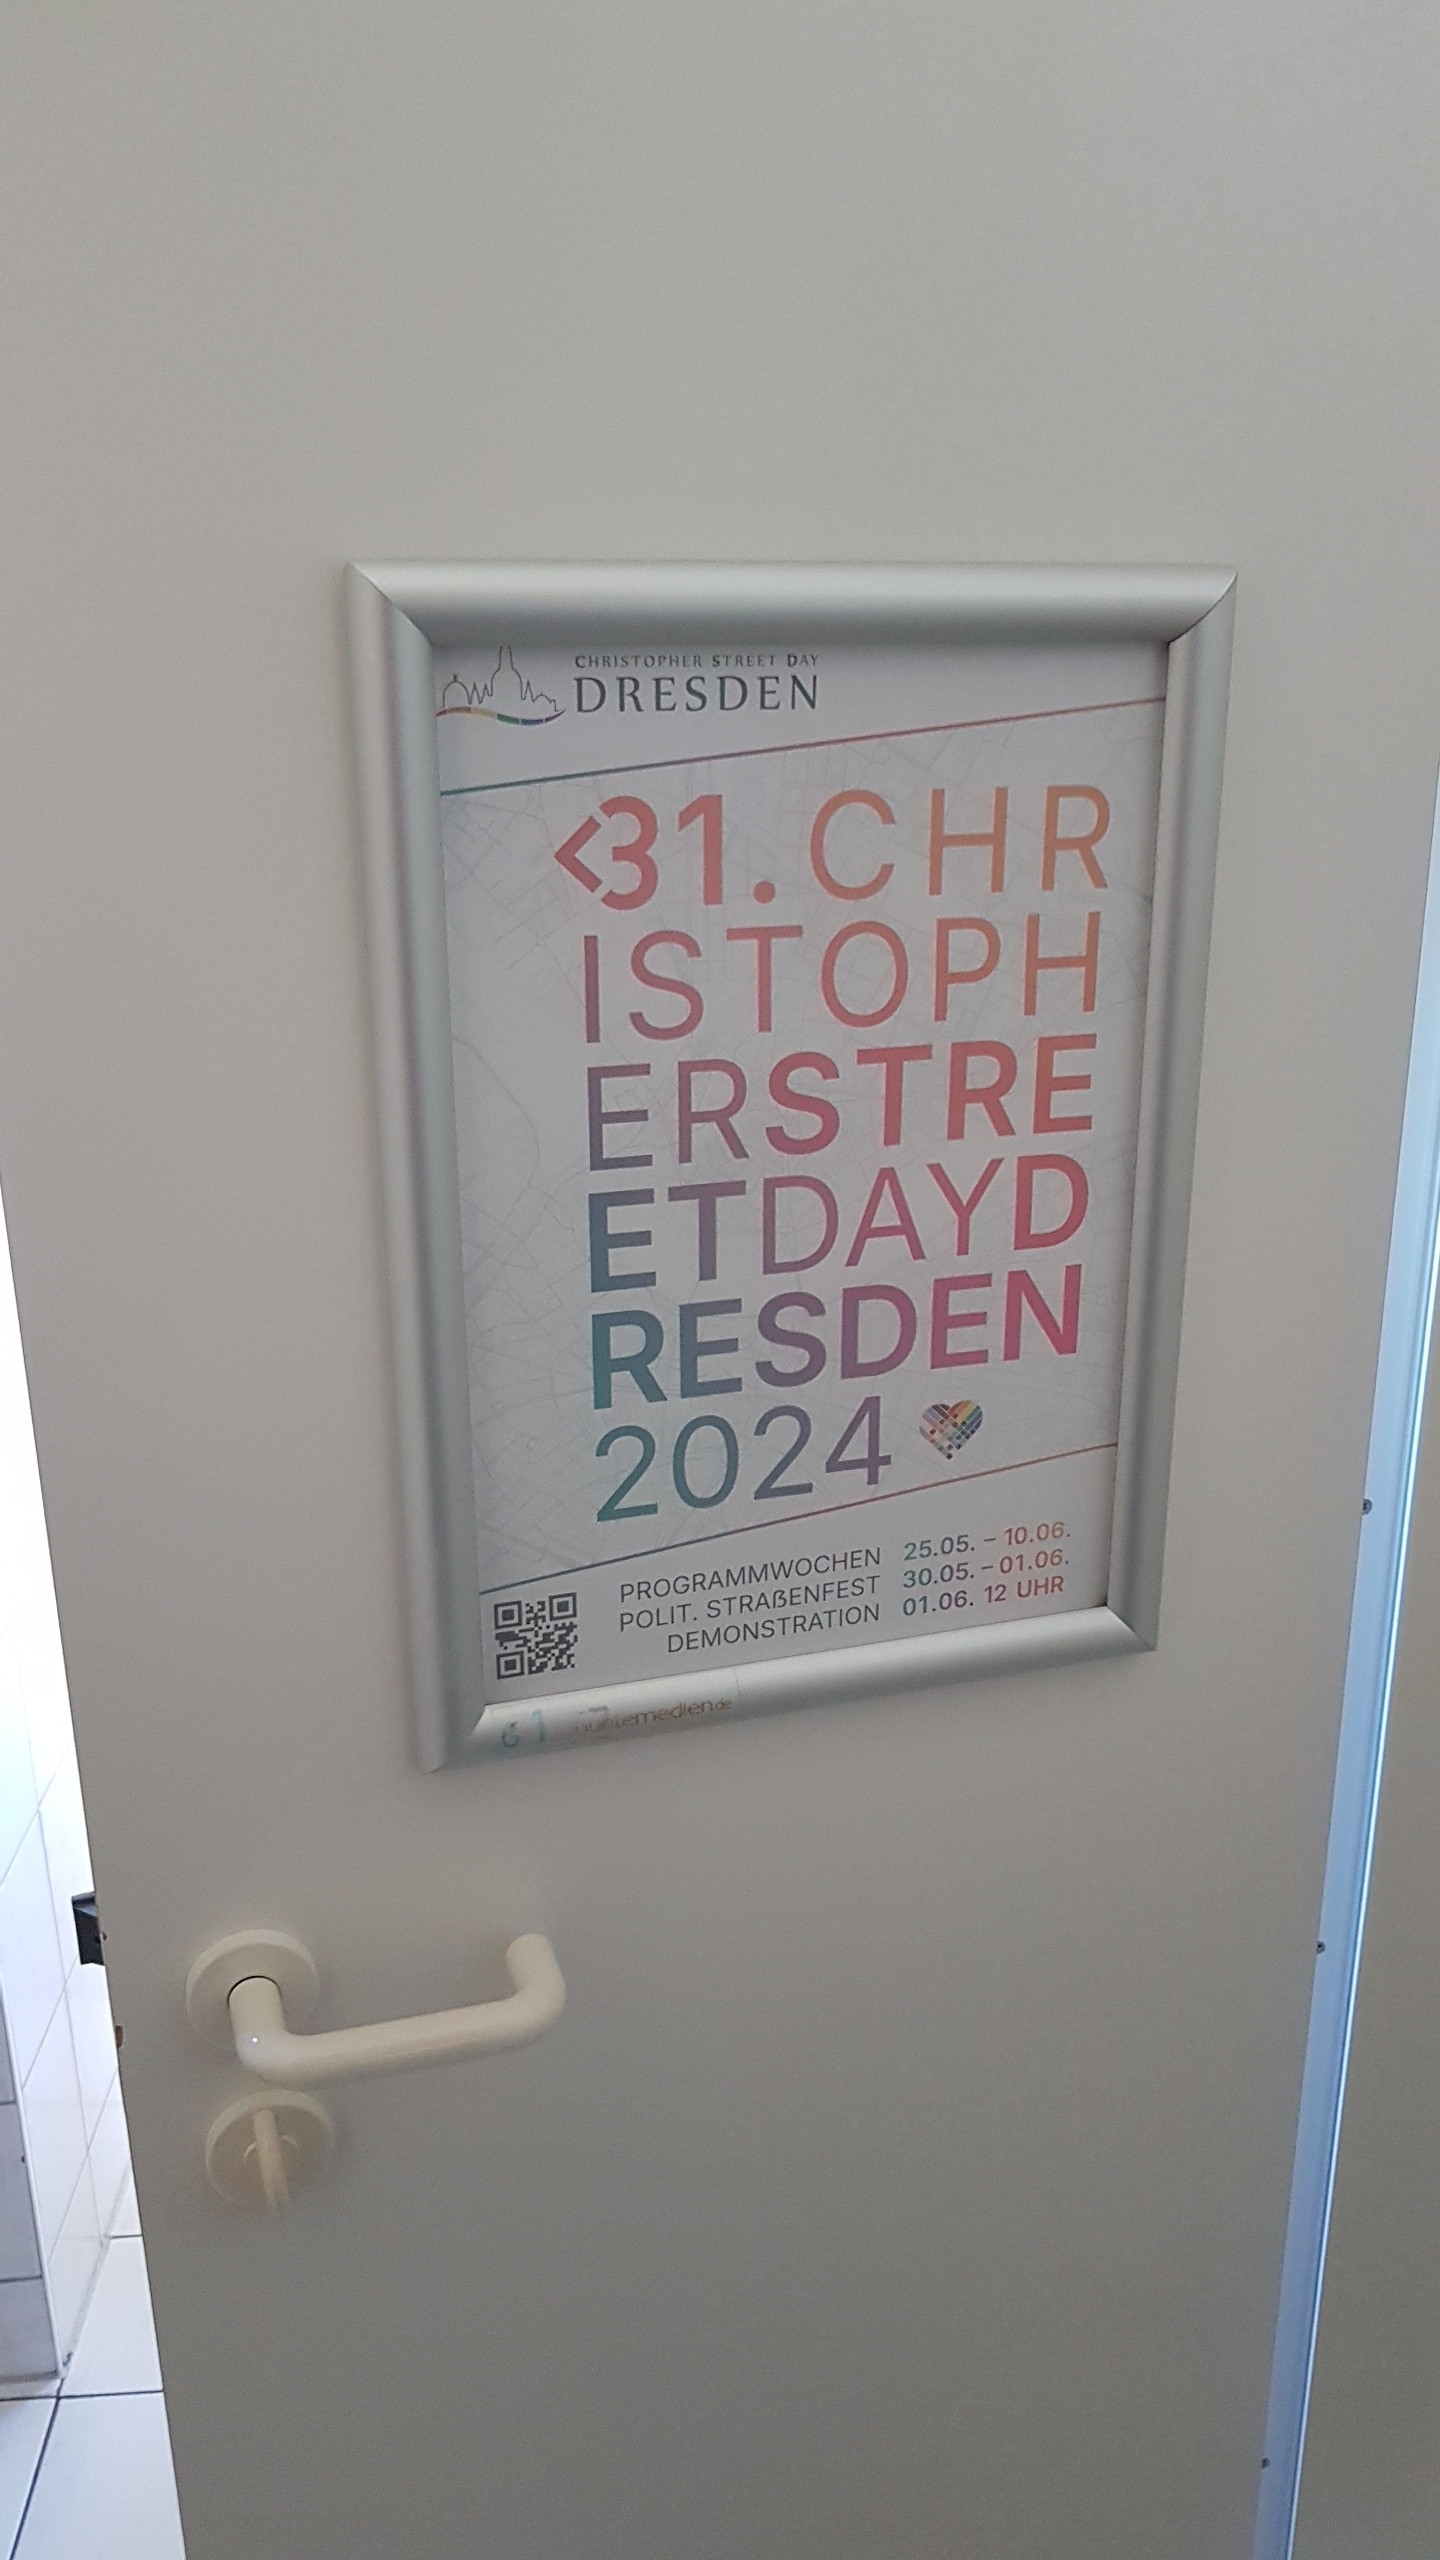 CHRISTOPHER STREET DAY
DRESDEN
<31. CHR
ISTOPH
ERSTRE
ETDAYD
RESDEN
2024
PROGRAMMWOCHEN 25.05. – 10.06.
POLIT. STRAßENFEST 30.05. – 01.06.
DEMONSTRATION 01.06. 12 UHR